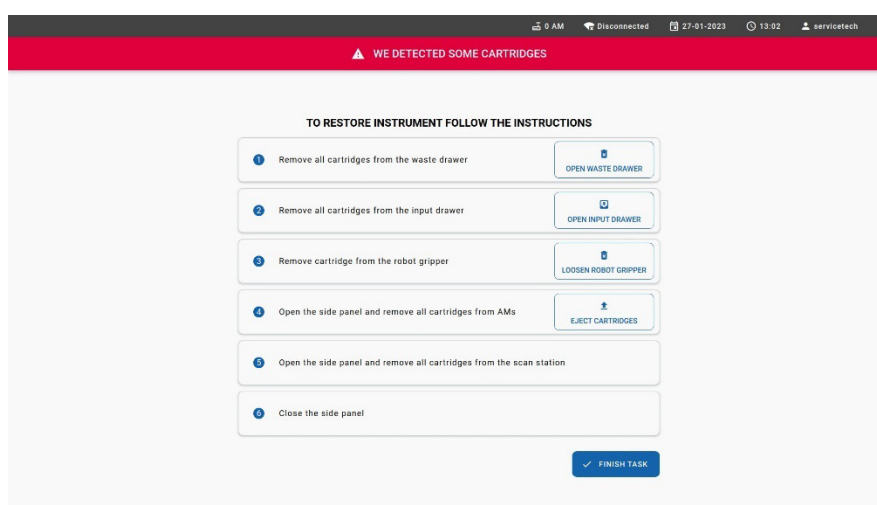 0 AM Disconnected 27-01-2023 13:02 servicetech
WE DETECTED SOME CARTRIDGES
TO RESTORE INSTRUMENT FOLLOW THE INSTRUCTIONS
1 Remove all cartridges from the waste drawer
OPEN WASTE DRAWER
2 Remove all cartridges from the input drawer
OPEN INPUT DRAWER
3 Remove cartridge from the robot gripper
LOOSEN ROBOT GRIPPER
4 Open the side panel and remove all cartridges from AMs
EJECT CARTRIDGES
5 Open the side panel and remove all cartridges from the scan station
6 Close the side panel
FINISH TASK